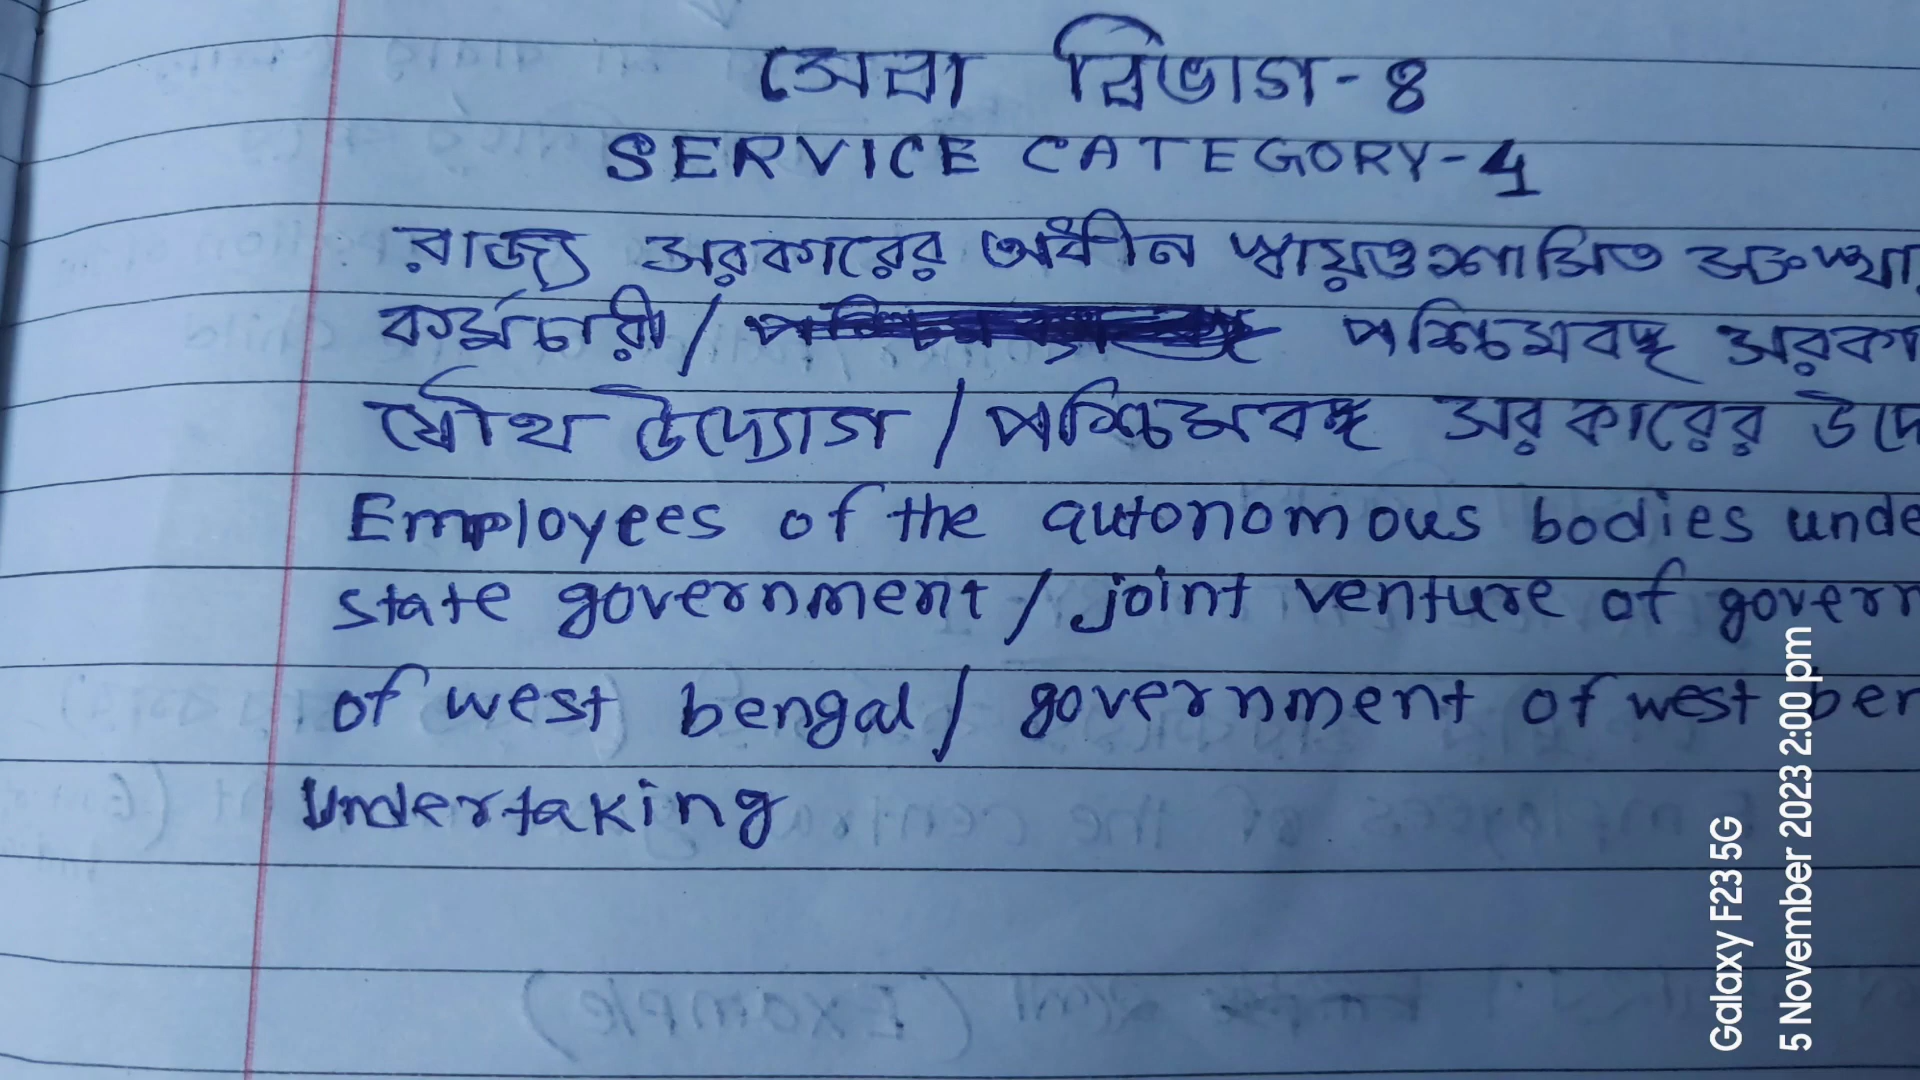 সেবা বিভাগ-৪
SERVICE CATEGORY-4
রাজ্য সরকারের অধীন স্বায়ত্তশাসিত সংস্থা
কর্মচারী/ পশ্চিমবঙ্গ সরকা
যৌথ উদ্যোগ / পশ্চিমবঙ্গ সরকারের উদ্যে
Employees of the autonomous bodies unde
state government / joint venture of govern
of west bengal / government of west ben
undertaking
Galaxy F23 5G
5 November 2023 2:00 pm